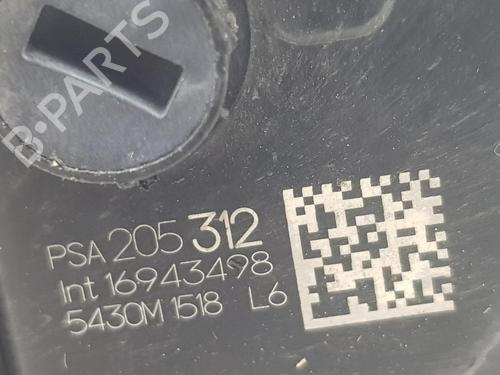 B-PARTS
PSA 205 312
Int 16943498
5430M 1518 L6